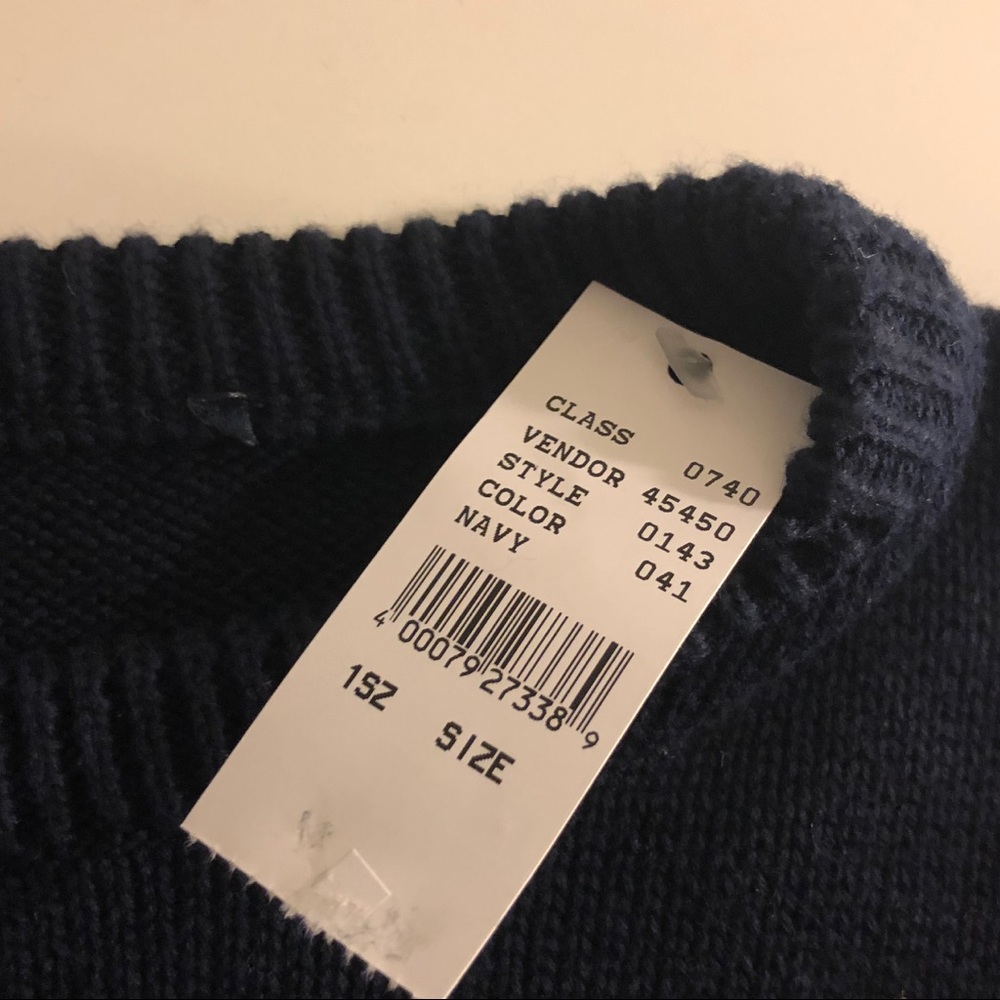 CLASS 0740
VENDOR 45450
STYLE 0143
COLOR 041
NAVY
4 00079 27338 9
1SZ SIZE